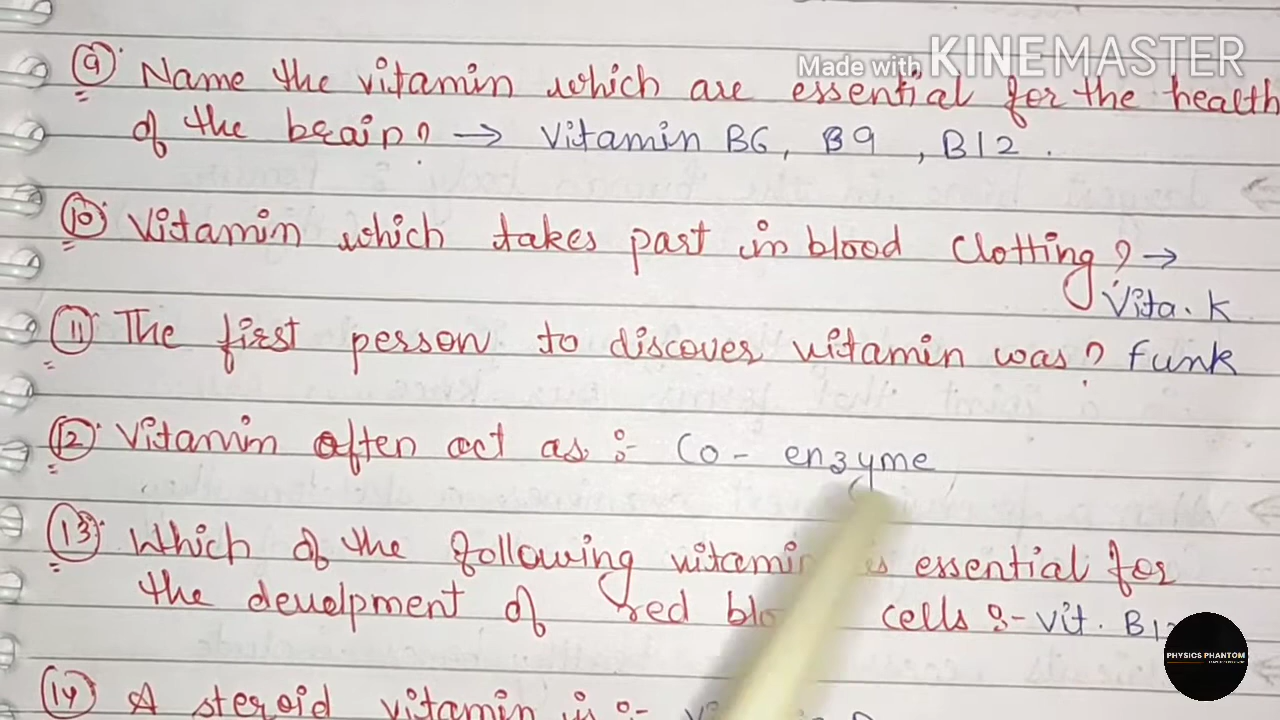 Made with KINEMASTER
(9) Name the vitamin which are essential for the health
of the brain? → Vitamin B6, B9, B12.
(10) Vitamin which takes part in blood clotting? →
Vita. K
(11) The first person to discover vitamin was? Funk
(12) Vitamin often act as :- Co-enzyme
(13) Which of the following vitamin is essential for
the devlopment of red blo cells :- Vit. B12
PHYSICS PHANTOM
(14) A steroid vitamin is :-